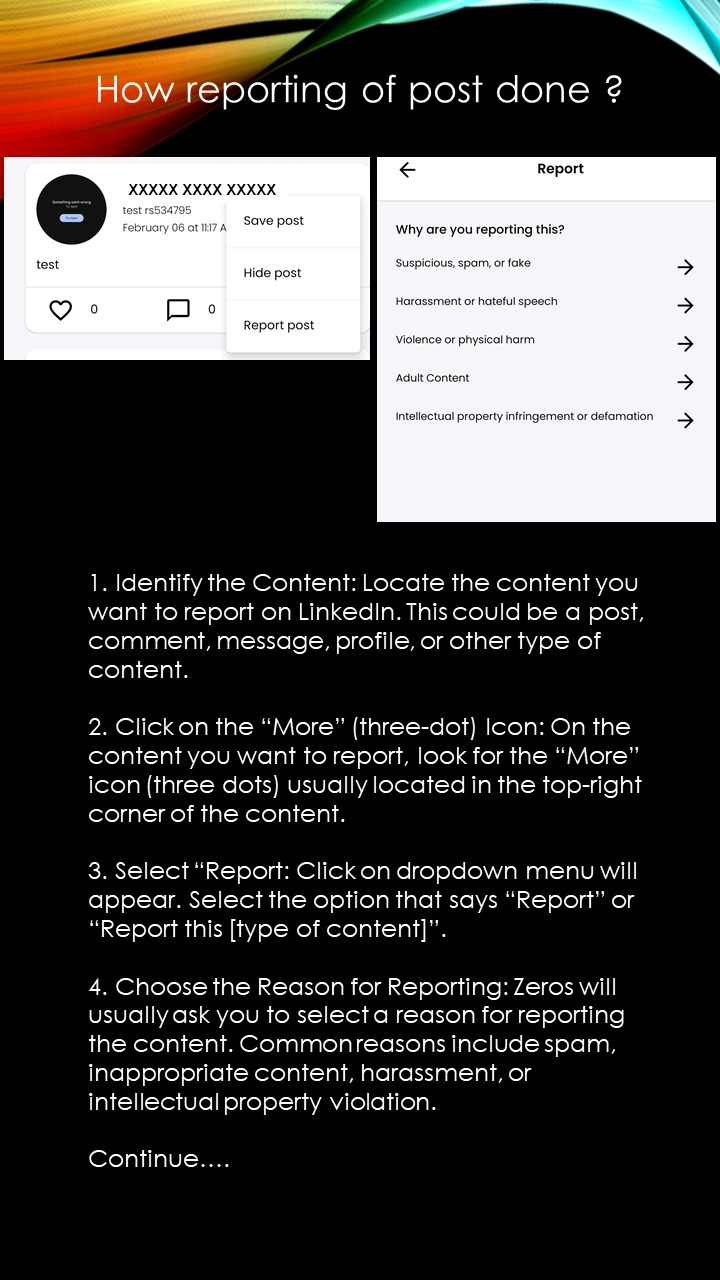 How reporting of post done ?
XXXXX XXXX XXXXX
test rs534795
February 06 at 11:17 A
test
0
0
Save post
Hide post
Report post
Something went wrong
Try again
Report
Why are you reporting this?
Suspicious, spam, or fake
Harassment or hateful speech
Violence or physical harm
Adult Content
Intellectual property infringement or defamation
1. Identify the Content: Locate the content you
want to report on LinkedIn. This could be a post,
comment, message, profile, or other type of
content.
2. Click on the “More” (three-dot) Icon: On the
content you want to report, look for the “More”
icon (three dots) usually located in the top-right
corner of the content.
3. Select “Report: Click on dropdown menu will
appear. Select the option that says “Report” or
“Report this [type of content]”.
4. Choose the Reason for Reporting: Zeros will
usually ask you to select a reason for reporting
the content. Common reasons include spam,
inappropriate content, harassment, or
intellectual property violation.
Continue….